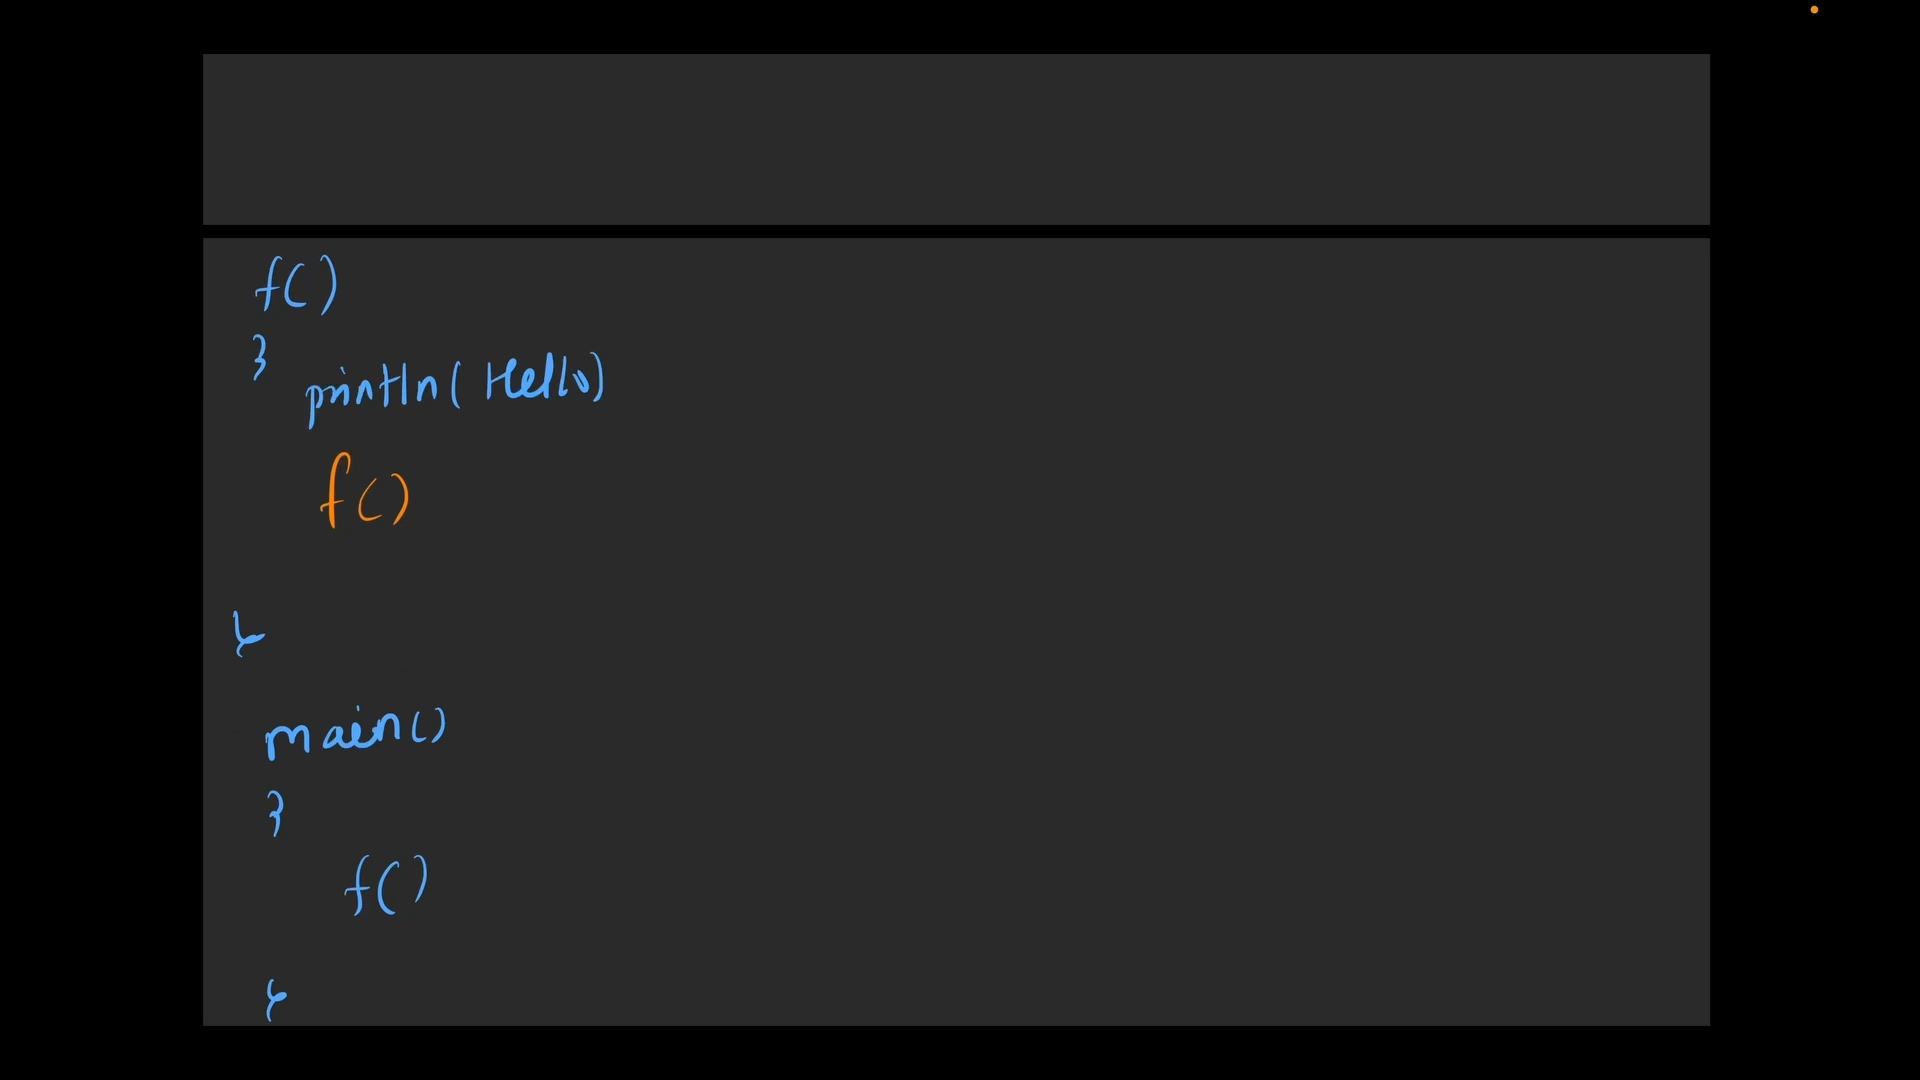 f()
}
println(Hello)
f()
{
main()
}
f()
{